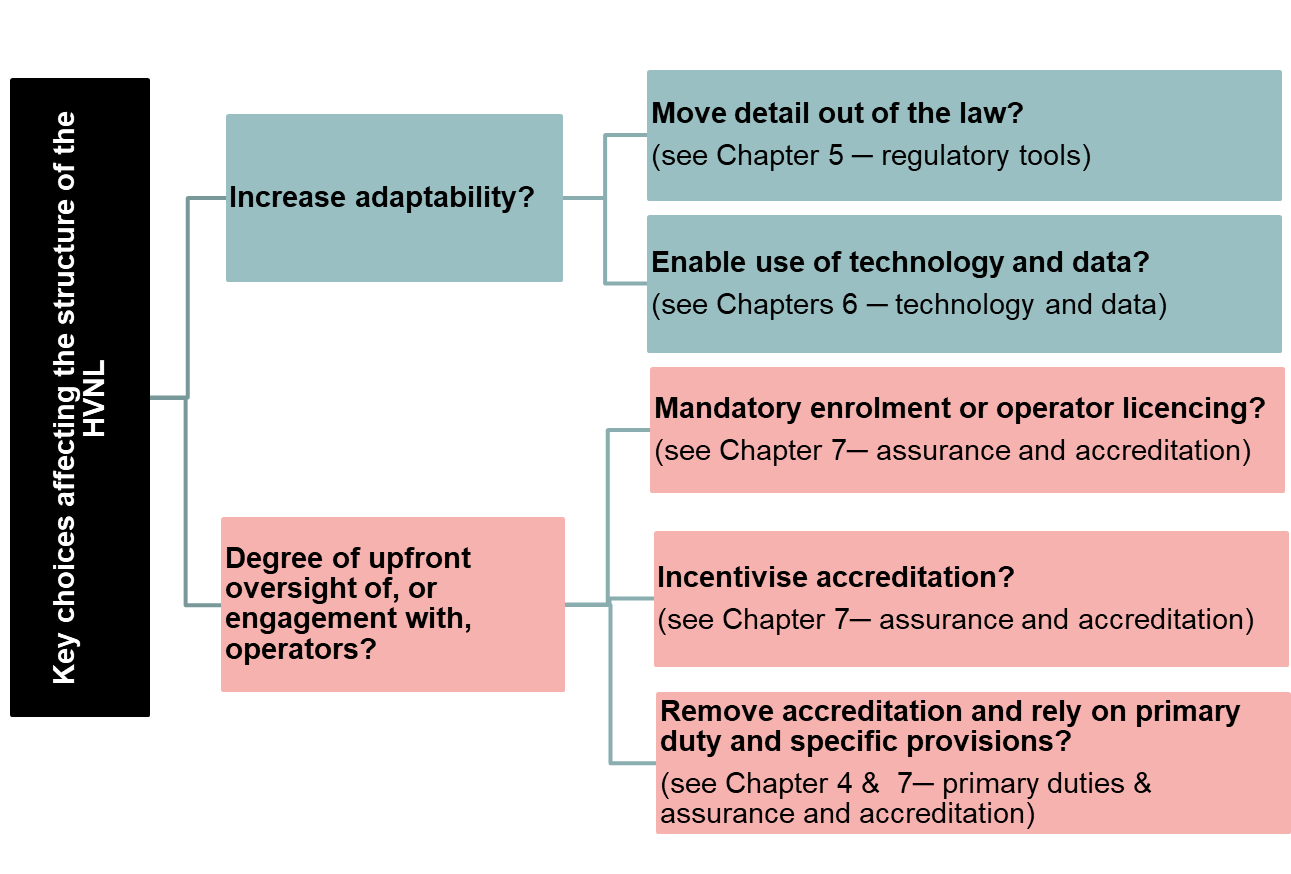 Key choices affecting the structure of the
HVNL
Increase adaptability?
Move detail out of the law?
(see Chapter 5 — regulatory tools)
Enable use of technology and data?
(see Chapters 6 — technology and data)
Degree of upfront
oversight of, or
engagement with,
operators?
Mandatory enrolment or operator licencing?
(see Chapter 7— assurance and accreditation)
Incentivise accreditation?
(see Chapter 7— assurance and accreditation)
Remove accreditation and rely on primary
duty and specific provisions?
(see Chapter 4 &  7— primary duties &
assurance and accreditation)